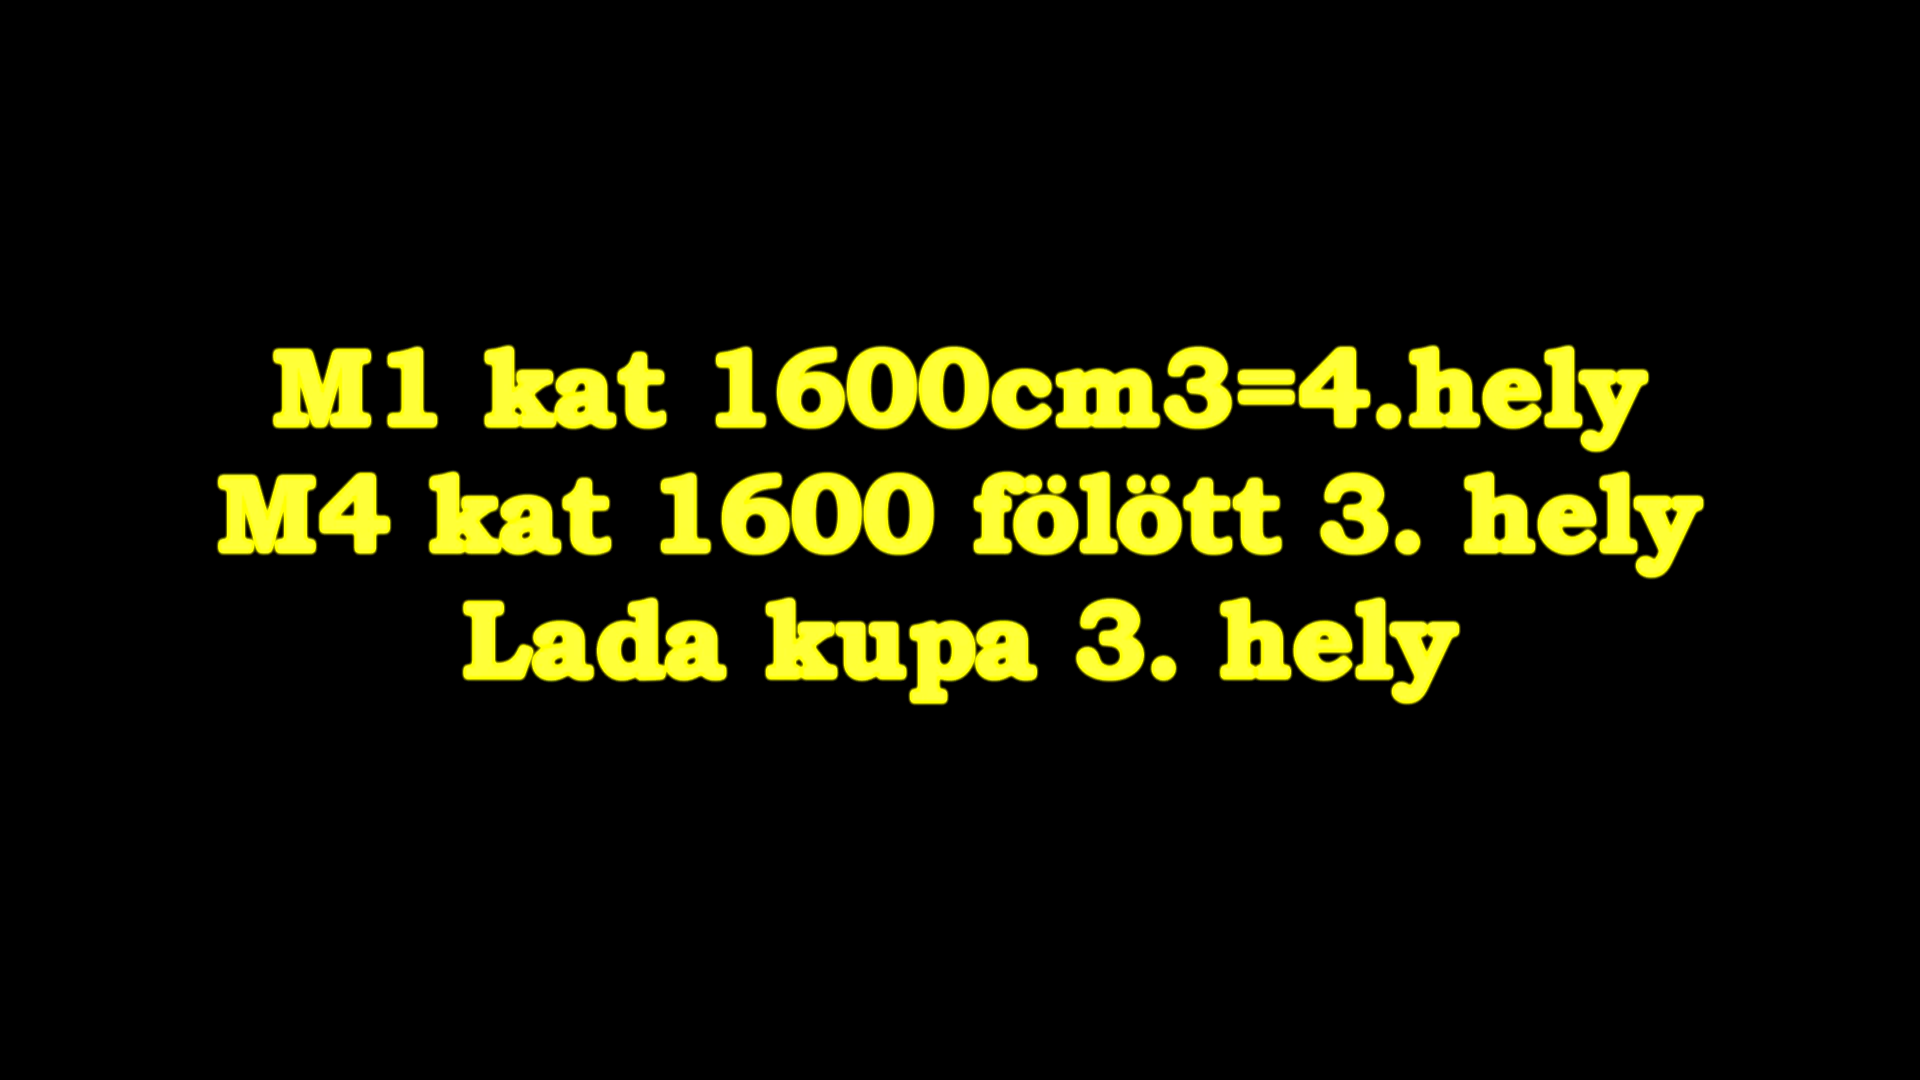 M1 kat 1600cm3=4.hely
M4 kat 1600 fölött 3. hely
Lada kupa 3. hely